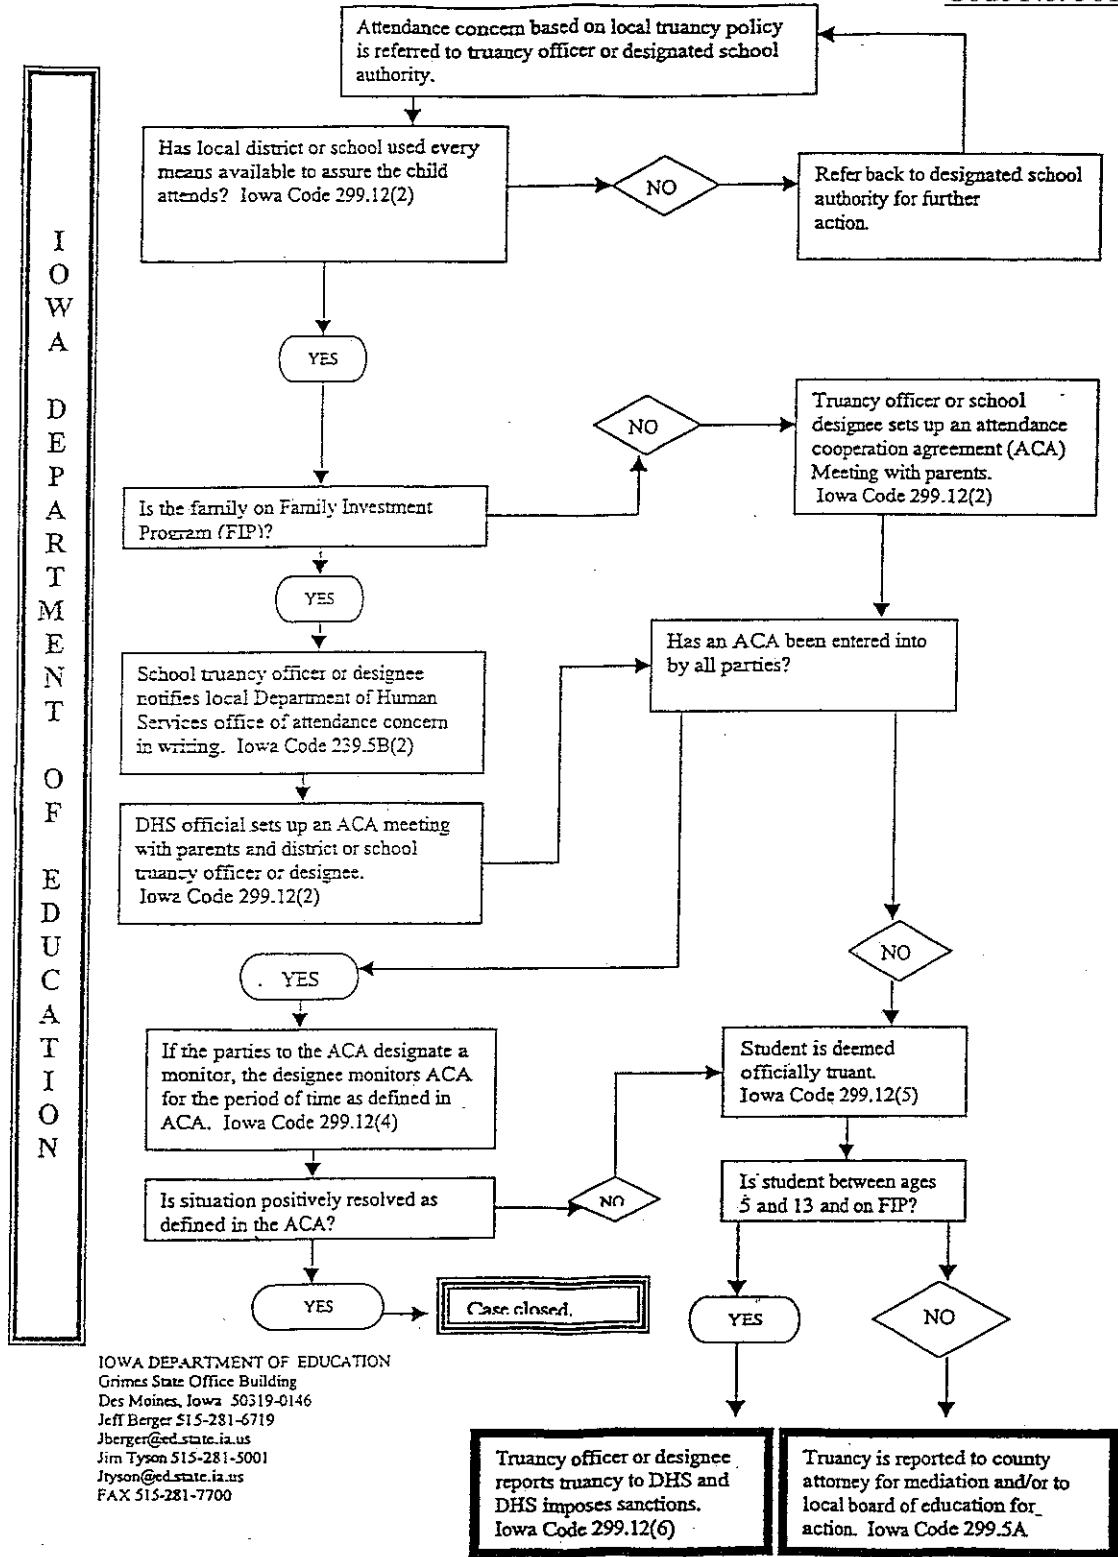 Attendance concern based on local truancy policy
is referred to truancy officer or designated school
authority.
Has local district or school used every
means available to assure the child
attends? Iowa Code 299.12(2)
NO
Refer back to designated school
authority for further
action.
YES
IOWA DEPARTMENT OF EDUCATION
NO
Truancy officer or school
designee sets up an attendance
cooperation agreement (ACA)
Meeting with parents.
Iowa Code 299.12(2)
Is the family on Family Investment
Program (FIP)?
YES
Has an ACA been entered into
by all parties?
School truancy officer or designee
notifies local Department of Human
Services office of attendance concern
in writing. Iowa Code 239.5B(2)
DHS official sets up an ACA meeting
with parents and district or school
truancy officer or designee.
Iowa Code 299.12(2)
NO
YES
If the parties to the ACA designate a
monitor, the designee monitors ACA
for the period of time as defined in
ACA. Iowa Code 299.12(4)
Student is deemed
officially truant.
Iowa Code 299.12(5)
Is situation positively resolved as
defined in the ACA?
NO
Is student between ages
5 and 13 and on FIP?
YES
Case closed.
YES
NO
IOWA DEPARTMENT OF EDUCATION
Grimes State Office Building
Des Moines, Iowa 50319-0146
Jeff Berger 515-281-6719
Jberger@ed.state.ia.us
Jim Tyson 515-281-5001
Jtyson@ed.state.ia.us
FAX 515-281-7700
Truancy officer or designee
reports truancy to DHS and
DHS imposes sanctions.
Iowa Code 299.12(6)
Truancy is reported to county
attorney for mediation and/or to
local board of education for
action. Iowa Code 299.5A